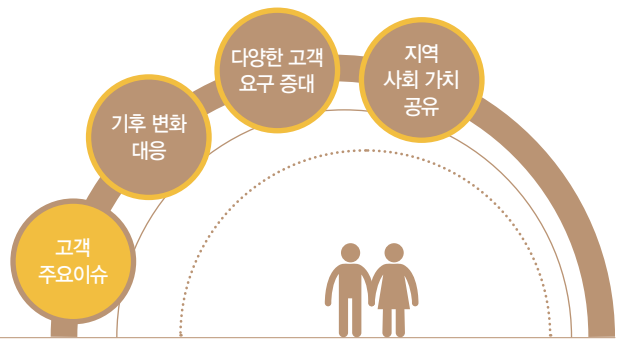 다양한 고객
요구 증대
지역
사회 가치
공유
기후 변화
대응
고객
주요이슈